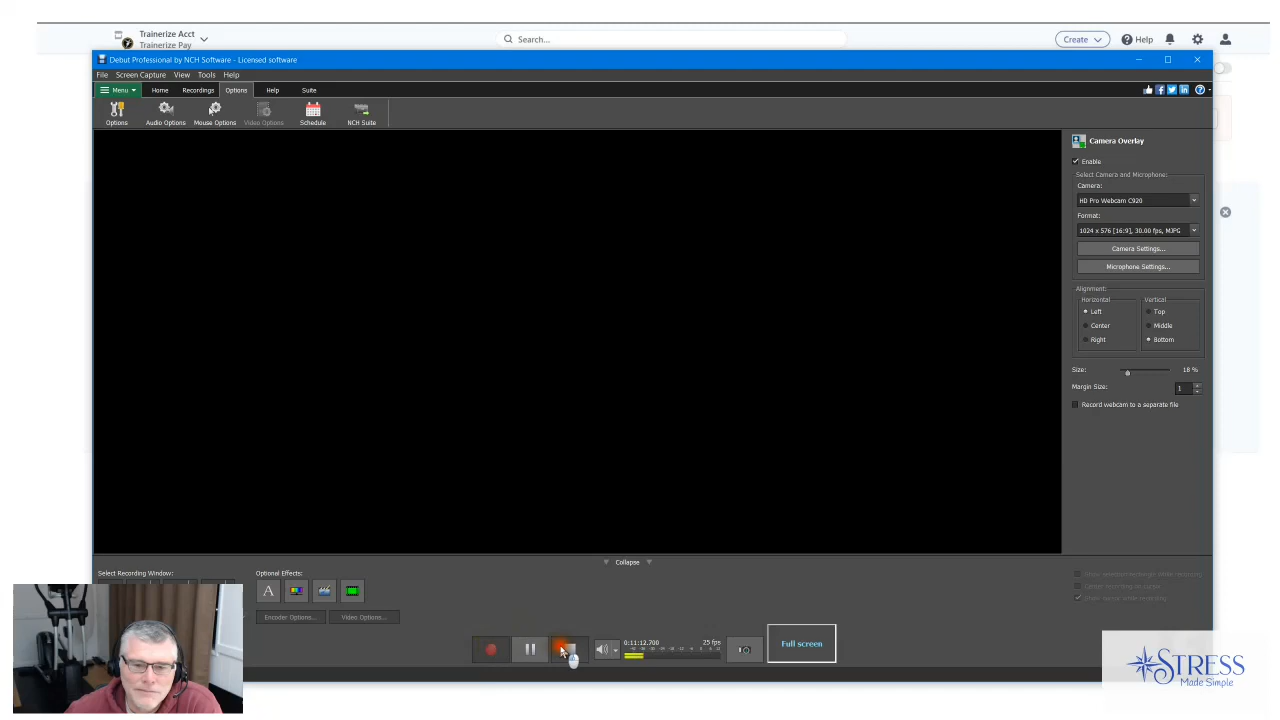 Trainerize Acct
Trainerize Pay
Search...
Create
Help
Debut Professional by NCH Software - Licensed software
File Screen Capture View Tools Help
Menu Home Recordings Options Help Suite
Options Audio Options Mouse Options Video Options Schedule NCH Suite
Camera Overlay
Enable
Select Camera and Microphone:
Camera:
HD Pro Webcam C920
Format:
1024 x 576 [16:9], 30.00 fps, MJPG
Camera Settings...
Microphone Settings...
Alignment:
Horizontal Vertical
Left Top
Center Middle
Right Bottom
Size: 18 %
Margin Size: 1
Record webcam to a separate file
Collapse
Select Recording Window: Optional Effects:
A
Encoder Options... Video Options...
0:11:12.700 25 fps
Full screen
STRESS
Made Simple